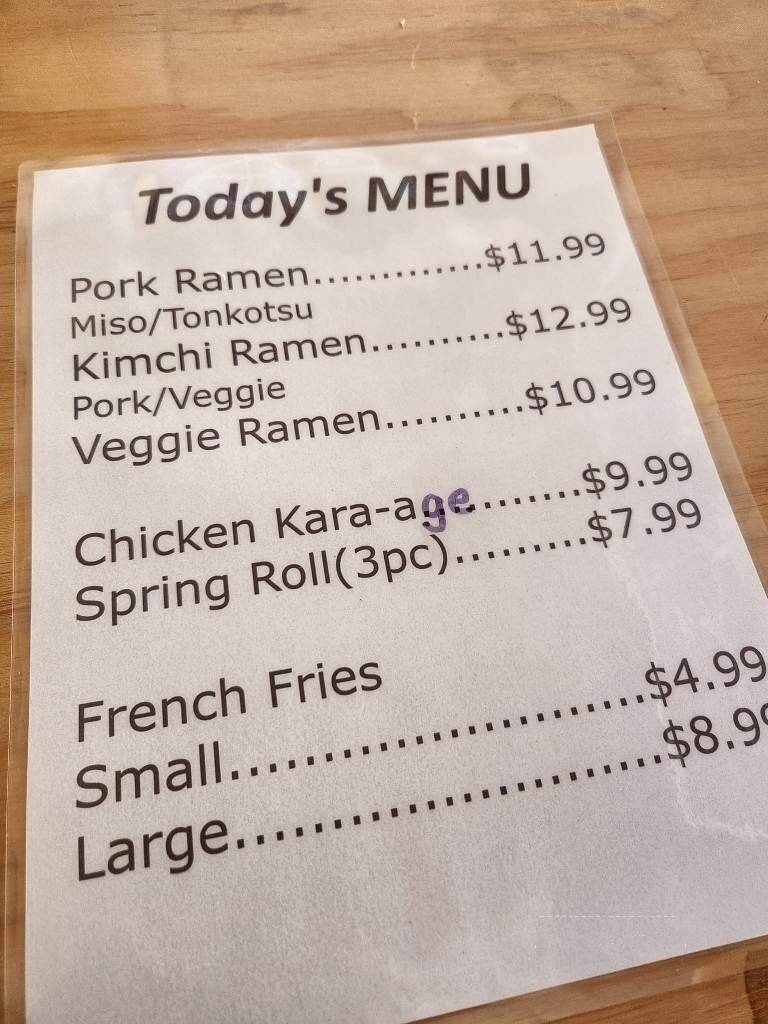 Today's MENU
Pork Ramen.............$11.99
Miso/Tonkotsu
Kimchi Ramen..........$12.99
Pork/Veggie
Veggie Ramen..........$10.99
Chicken Kara-age.........$9.99
Spring Roll(3pc).........$7.99
French Fries
Small.......................$4.99
Large.......................$8.99